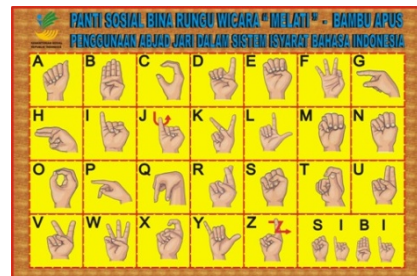 PANTI SOSIAL BINA RUNGU WICARA "MELATI" - BAMBU APUS
PENGGUNAAN ABJAD JARI DALAM SISTEM ISYARAT BAHASA INDONESIA
A B C D E F G
H I J K L M N
O P Q R S T U
V W X Y Z S I B I